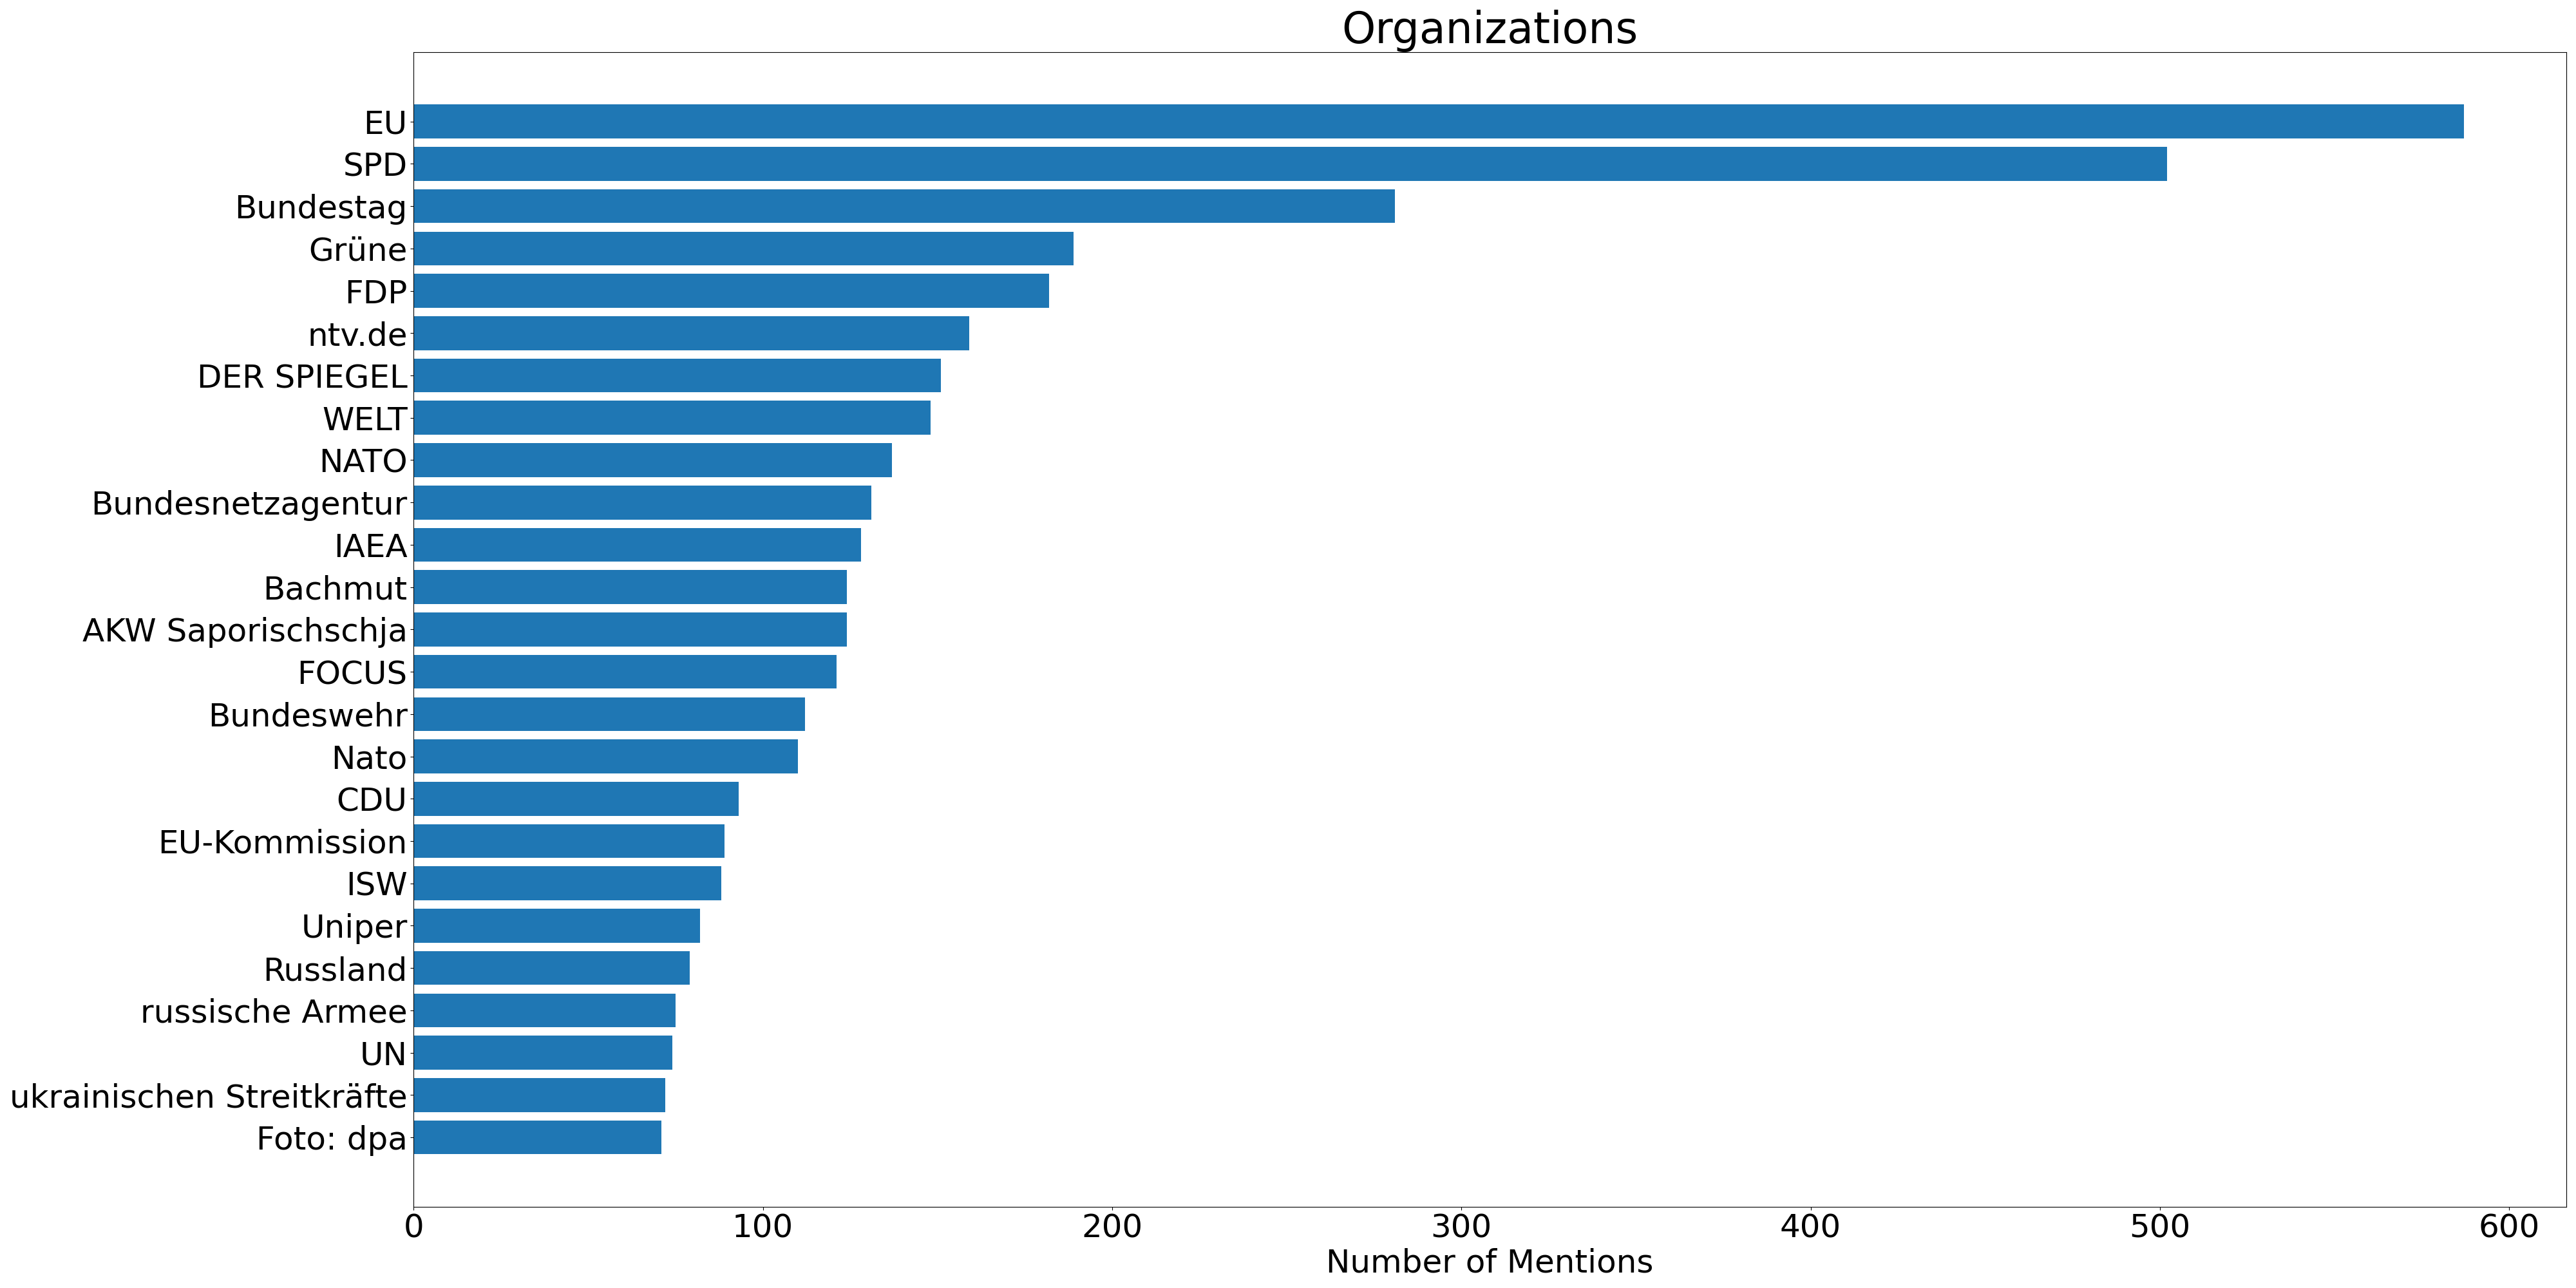 Organizations
EU
SPD
Bundestag
Grüne
FDP
ntv.de
DER SPIEGEL
WELT
NATO
Bundesnetzagentur
IAEA
Bachmut
AKW Saporischschja
FOCUS
Bundeswehr
Nato
CDU
EU-Kommission
ISW
Uniper
Russland
russische Armee
UN
ukrainischen Streitkräfte
Foto: dpa
0 100 200 300 400 500 600
Number of Mentions